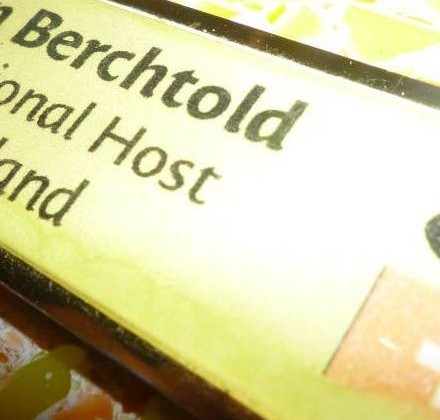 n Berchtold
ional Host
land